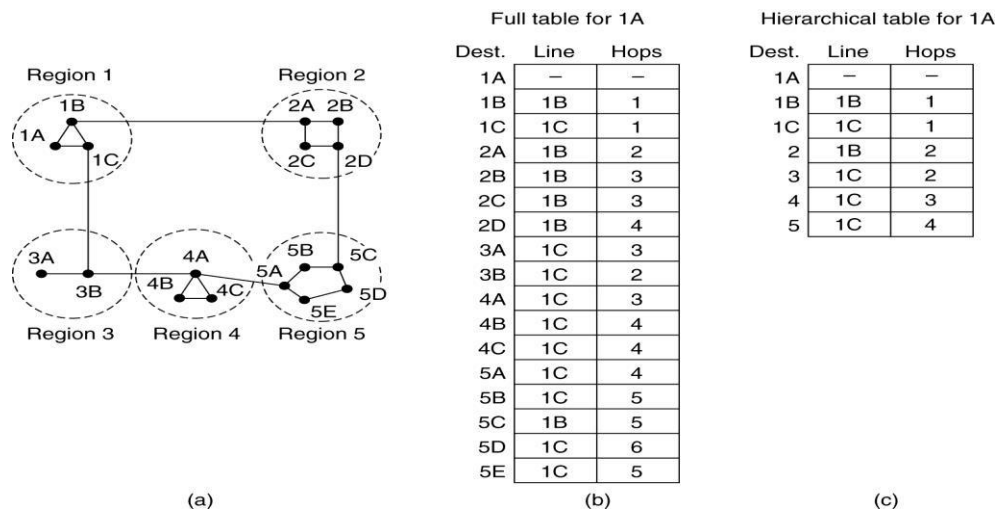 Full table for 1A
Hierarchical table for 1A
Dest. Line Hops
Dest. Line Hops
Region 1
Region 2
1B
2A 2B
1A
1C
2C 2D
3A
3B
4A
4B 4C
5B 5C
5A
5D
5E
Region 3
Region 4
Region 5
1A – –
1B 1B 1
1C 1C 1
2A 1B 2
2B 1B 3
2C 1B 3
2D 1B 4
3A 1C 3
3B 1C 2
4A 1C 3
4B 1C 4
4C 1C 4
5A 1C 4
5B 1C 5
5C 1B 5
5D 1C 6
5E 1C 5
1A – –
1B 1B 1
1C 1C 1
2 1B 2
3 1C 2
4 1C 3
5 1C 4
(a)
(b)
(c)